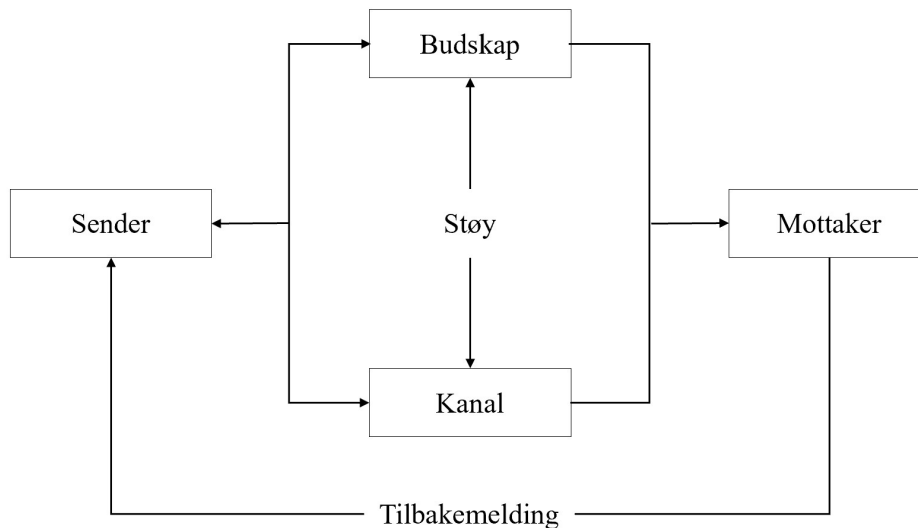 Budskap
Sender
Støy
Mottaker
Kanal
Tilbakemelding